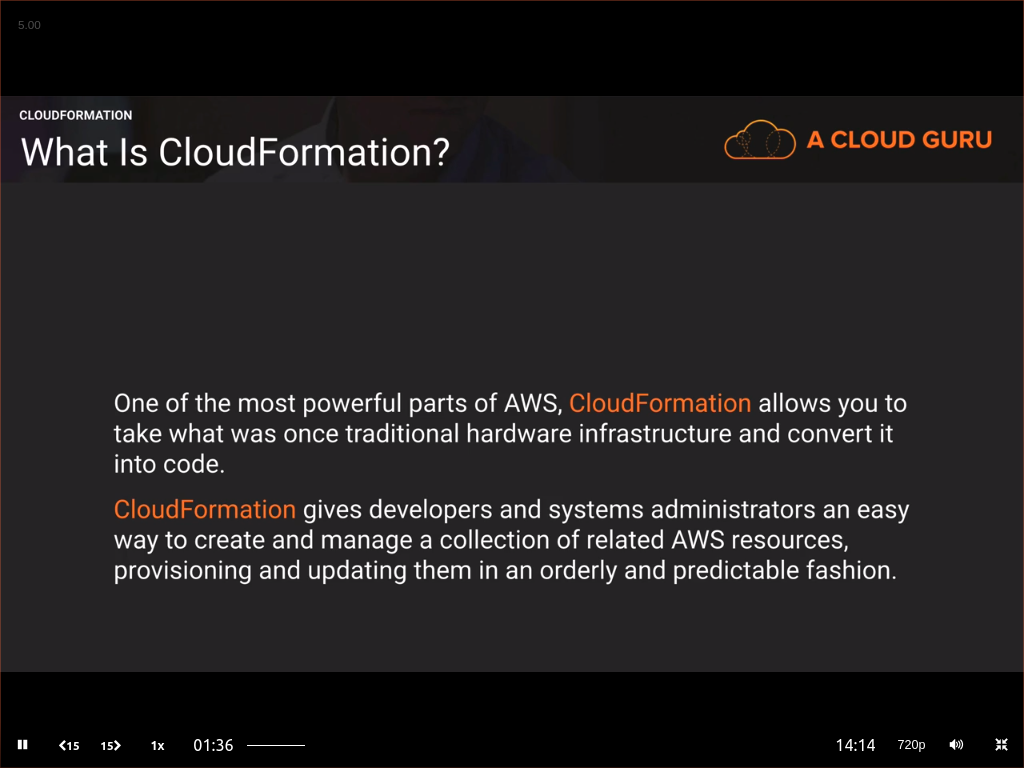 5.00
CLOUDFORMATION
What Is CloudFormation?
A CLOUD GURU
One of the most powerful parts of AWS, CloudFormation allows you to
take what was once traditional hardware infrastructure and convert it
into code.
CloudFormation gives developers and systems administrators an easy
way to create and manage a collection of related AWS resources,
provisioning and updating them in an orderly and predictable fashion.
15 15 1x 01:36 14:14 720p